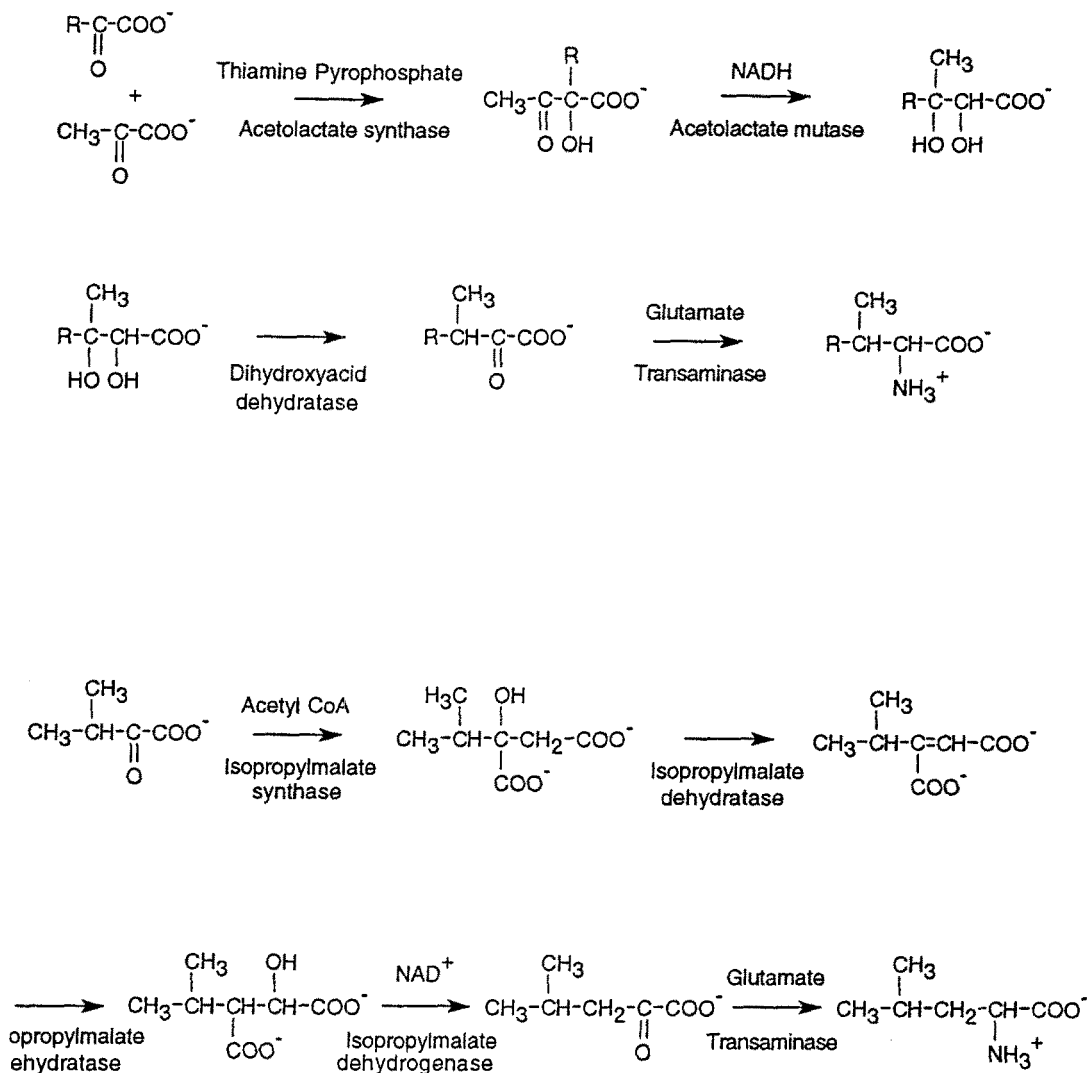 R-C-COO-
O
+
CH3-C-COO-
O
Thiamine Pyrophosphate
Acetolactate synthase
R
CH3-C-C-COO-
O OH
NADH
Acetolactate mutase
CH3
R-C-CH-COO-
HO OH
CH3
R-C-CH-COO-
HO OH
Dihydroxyacid
dehydratase
CH3
R-CH-C-COO-
O
Glutamate
Transaminase
CH3
R-CH-CH-COO-
NH3+
CH3
CH3-CH-C-COO-
O
Acetyl CoA
Isopropylmalate
synthase
H3C OH
CH3-CH-C-CH2-COO-
COO-
Isopropylmalate
dehydratase
CH3
CH3-CH-C=CH-COO-
COO-
opropylmalate
ehydratase
CH3 OH
CH3-CH-CH-CH-COO-
COO-
NAD+
Isopropylmalate
dehydrogenase
CH3
CH3-CH-CH2-C-COO-
O
Glutamate
Transaminase
CH3
CH3-CH-CH2-CH-COO-
NH3+